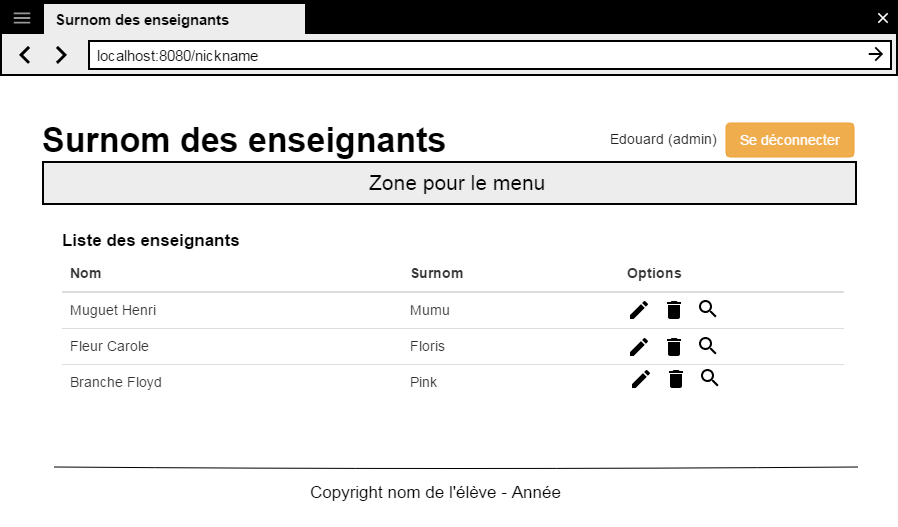 Surnom des enseignants
localhost:8080/nickname
Surnom des enseignants
Edouard (admin) Se déconnecter
Zone pour le menu
Liste des enseignants
Nom Surnom Options
Muguet Henri Mumu
Fleur Carole Floris
Branche Floyd Pink
Copyright nom de l'élève - Année